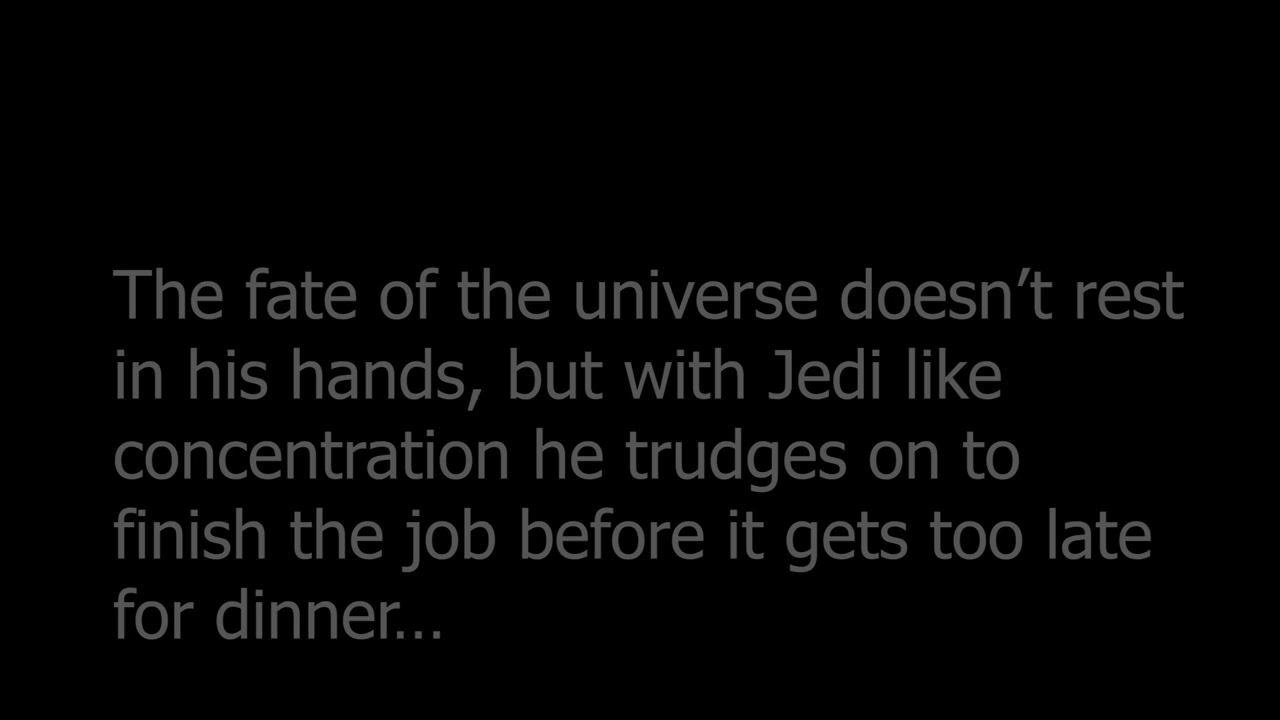 The fate of the universe doesn’t rest
in his hands, but with Jedi like
concentration he trudges on to
finish the job before it gets too late
for dinner…